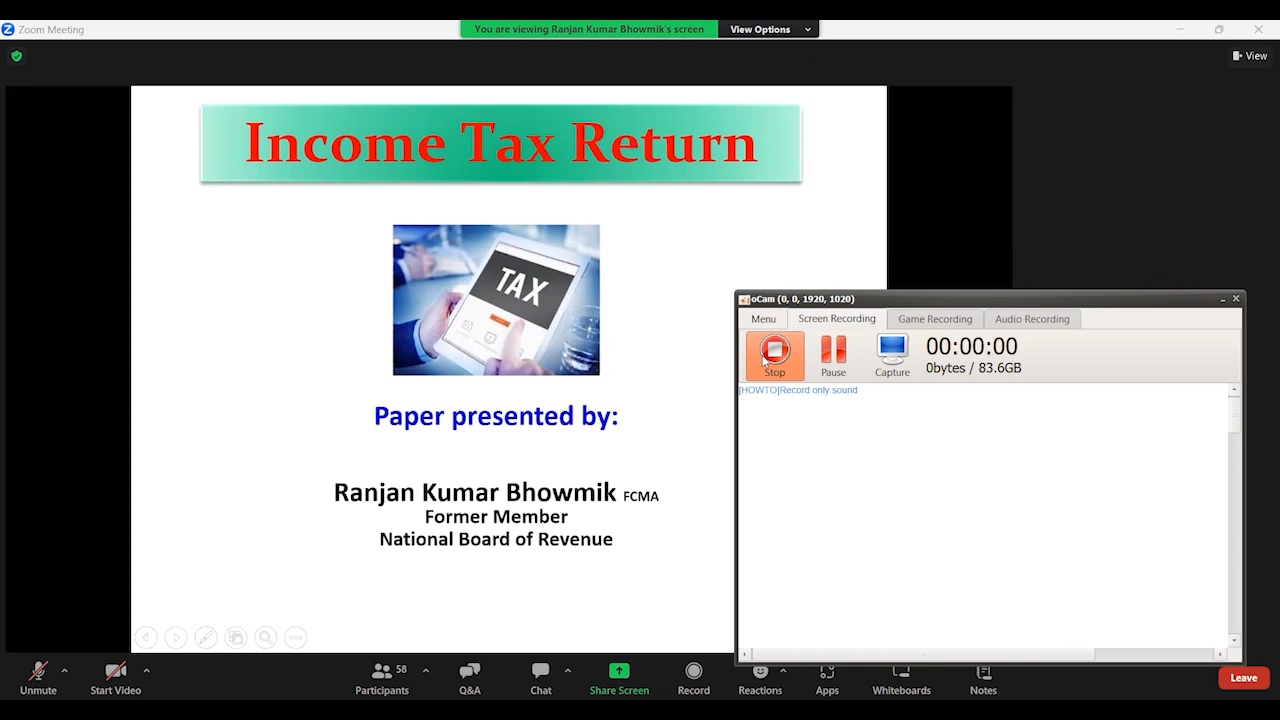 Zoom Meeting
You are viewing Ranjan Kumar Bhowmik's screen
View Options
View
Income Tax Return
TAX
Paper presented by:
Ranjan Kumar Bhowmik FCMA
Former Member
National Board of Revenue
oCam (0, 0, 1920, 1020)
Menu
Screen Recording
Game Recording
Audio Recording
Stop
Pause
Capture
00:00:00
0bytes / 83.6GB
[HOWTO]Record only sound
Unmute
Start Video
58
Participants
Q&A
Chat
Share Screen
Record
Reactions
Apps
Whiteboards
Notes
Leave